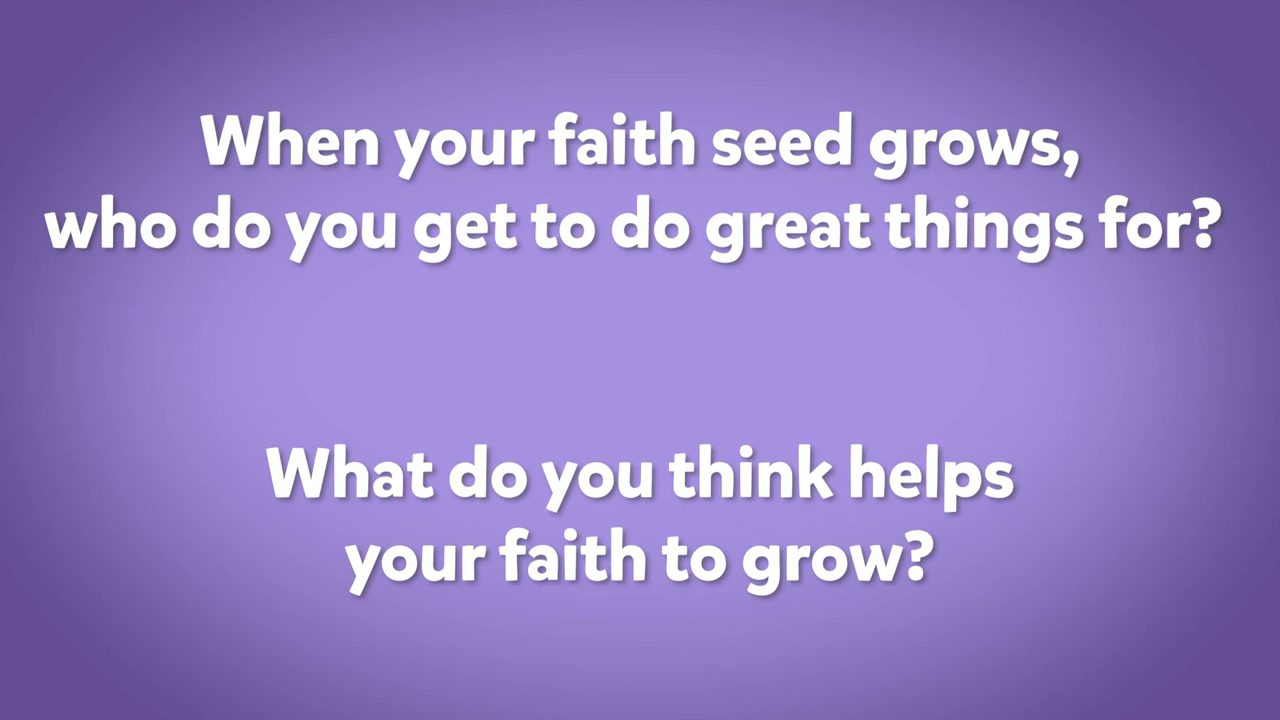 When your faith seed grows,
who do you get to do great things for?
What do you think helps
your faith to grow?